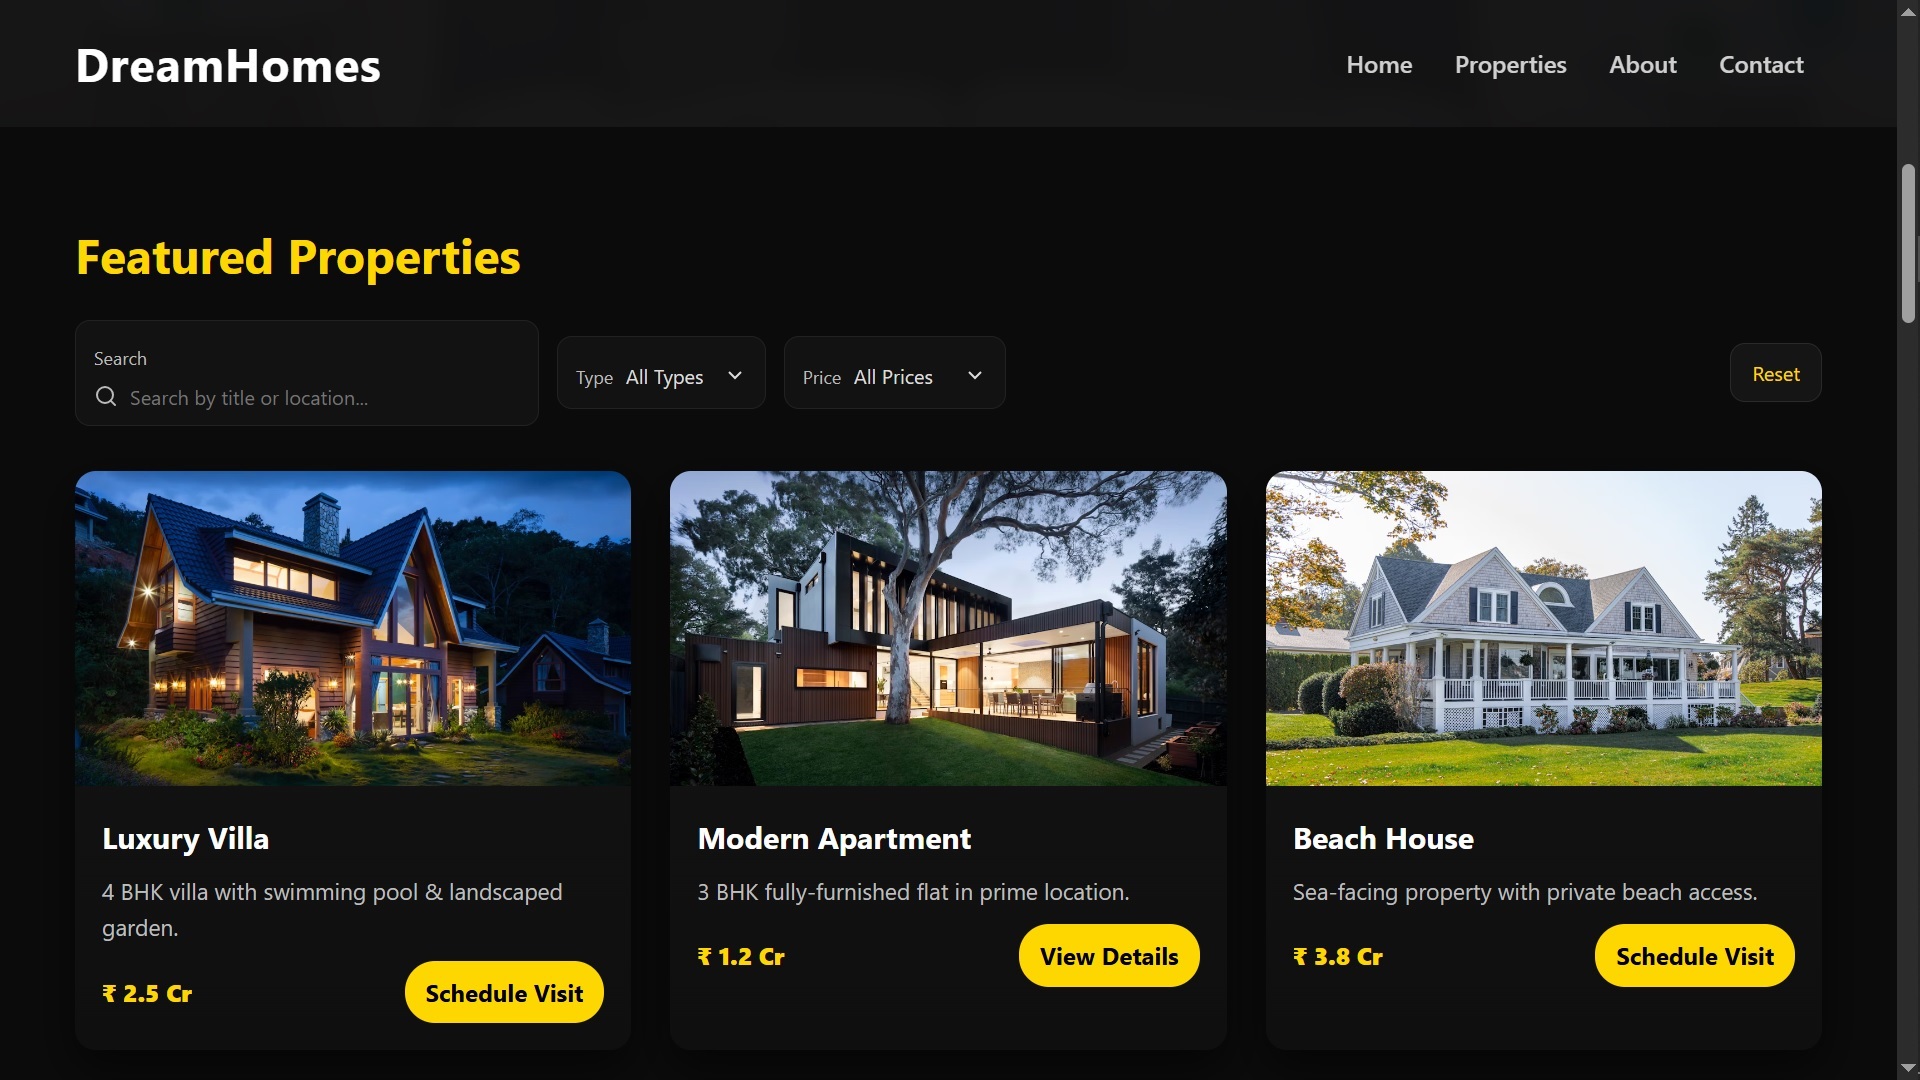 DreamHomes
Home Properties About Contact
Featured Properties
Search
Search by title or location...
Type All Types
Price All Prices
Reset
Luxury Villa
4 BHK villa with swimming pool & landscaped
garden.
₹ 2.5 Cr
Schedule Visit
Modern Apartment
3 BHK fully-furnished flat in prime location.
₹ 1.2 Cr
View Details
Beach House
Sea-facing property with private beach access.
₹ 3.8 Cr
Schedule Visit